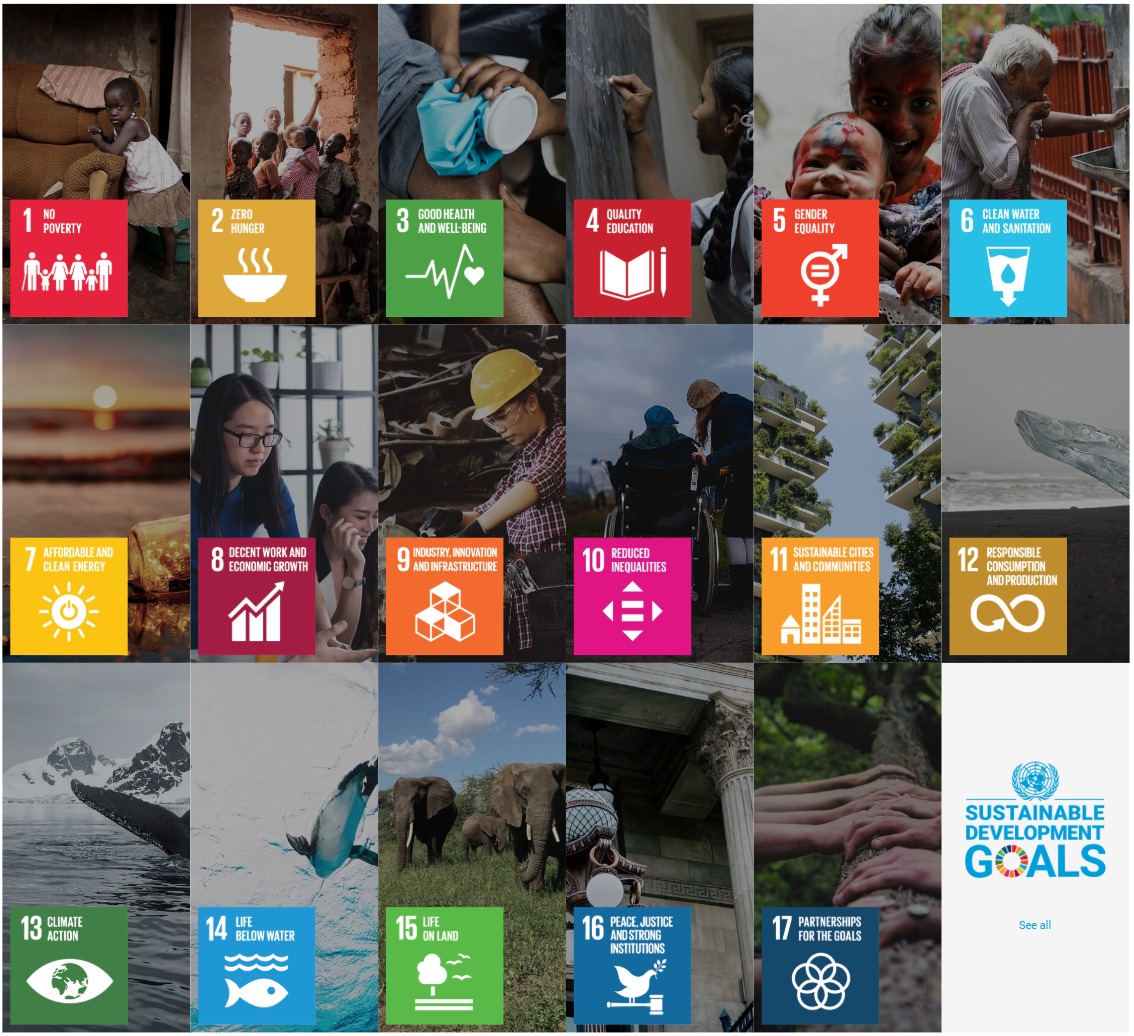 1 NO
POVERTY
2 ZERO
HUNGER
3 GOOD HEALTH
AND WELL-BEING
4 QUALITY
EDUCATION
5 GENDER
EQUALITY
6 CLEAN WATER
AND SANITATION
7 AFFORDABLE AND
CLEAN ENERGY
8 DECENT WORK AND
ECONOMIC GROWTH
9 INDUSTRY, INNOVATION
AND INFRASTRUCTURE
10 REDUCED
INEQUALITIES
11 SUSTAINABLE CITIES
AND COMMUNITIES
12 RESPONSIBLE
CONSUMPTION
AND PRODUCTION
13 CLIMATE
ACTION
14 LIFE
BELOW WATER
15 LIFE
ON LAND
16 PEACE, JUSTICE
AND STRONG
INSTITUTIONS
17 PARTNERSHIPS
FOR THE GOALS
SUSTAINABLE
DEVELOPMENT
GOALS
See all